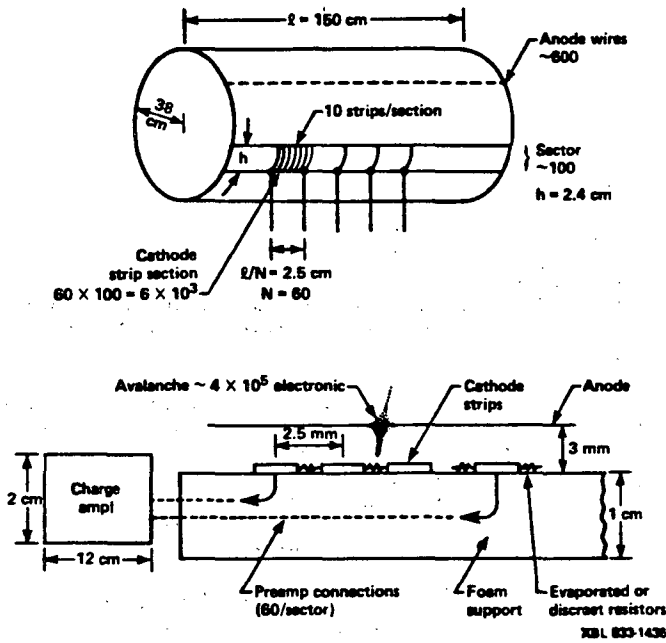 ℓ = 150 cm
Anode wires
~600
38
cm
10 strips/section
h
Sector
~100
h = 2.4 cm
Cathode
strip section
60 × 100 = 6 × 10³
ℓ/N = 2.5 cm
N = 60
Avalanche ~ 4 × 10⁵ electronic
Cathode
strips
Anode
2.5 mm
3 mm
2 cm
Charge
ampl
1 cm
12 cm
Preamp connections
(60/sector)
Foam
support
Evaporated or
discreet resistors
XBL 833-1436